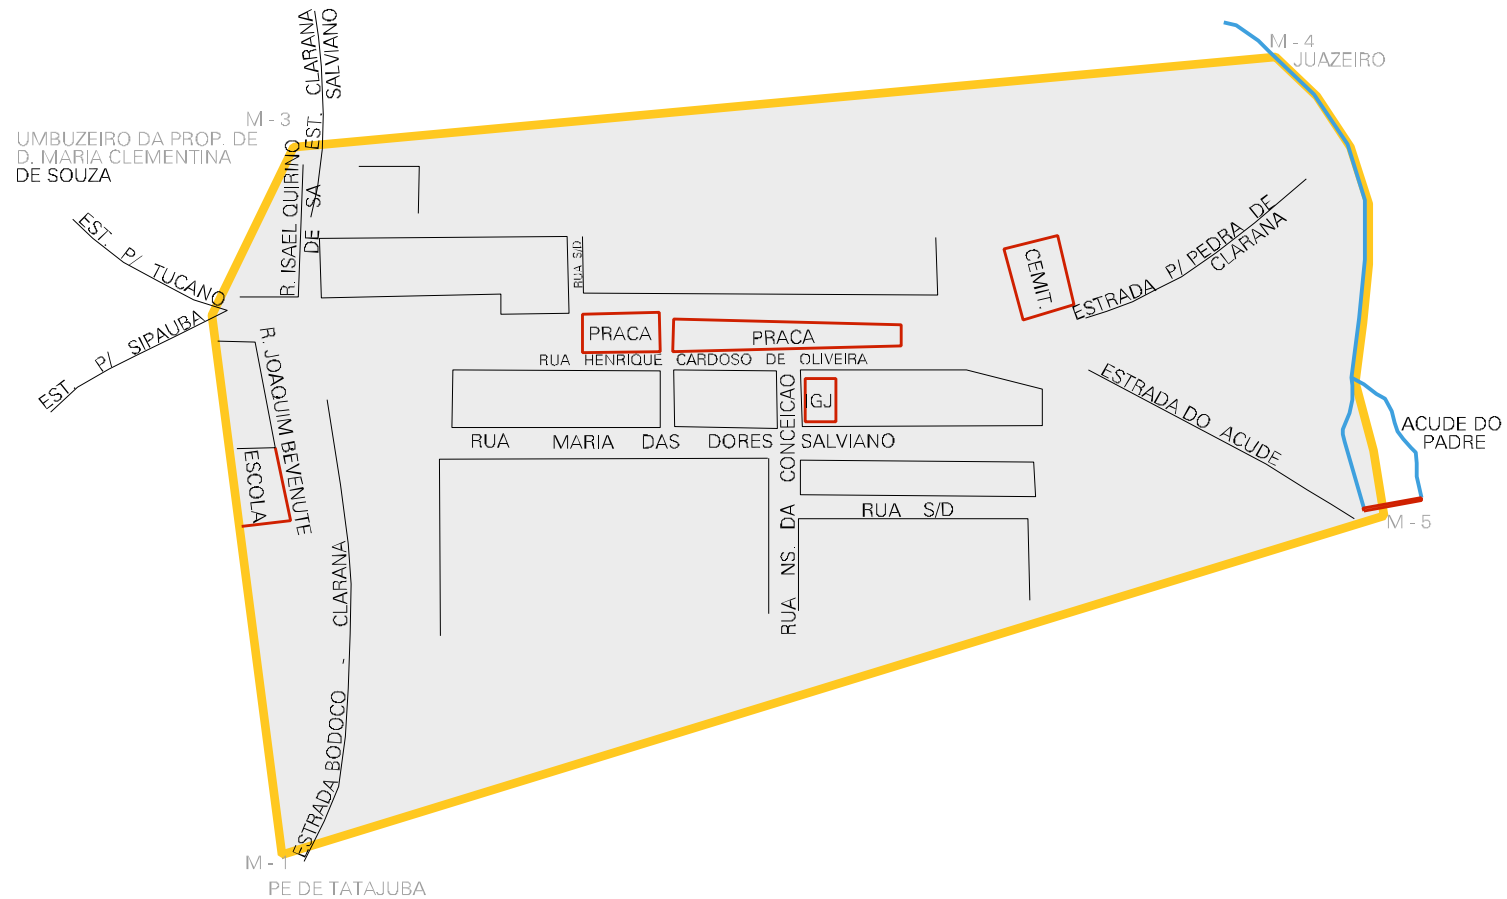 EST. CLARANA
SALVIANO
DE SA
M - 4
JUAZEIRO
M - 3
UMBUZEIRO DA PROP. DE
D. MARIA CLEMENTINA
DE SOUZA
R. ISAEL QUIRINO
EST. P/ TUCANO
EST. P/ SIPAUBA
RUA S/D
CEMIT.
ESTRADA P/ PEDRA DE
CLARANA
PRACA
PRACA
RUA HENRIQUE CARDOSO DE OLIVEIRA
R. JOAQUIM BEVENUTE
IGJ
ESTRADA DO ACUDE
ACUDE DO
PADRE
RUA MARIA DAS DORES SALVIANO
ESCOLA
RUA NS. DA CONCEICAO
RUA S/D
M - 5
ESTRADA BODOCO - CLARANA
M - 1
PE DE TATAJUBA